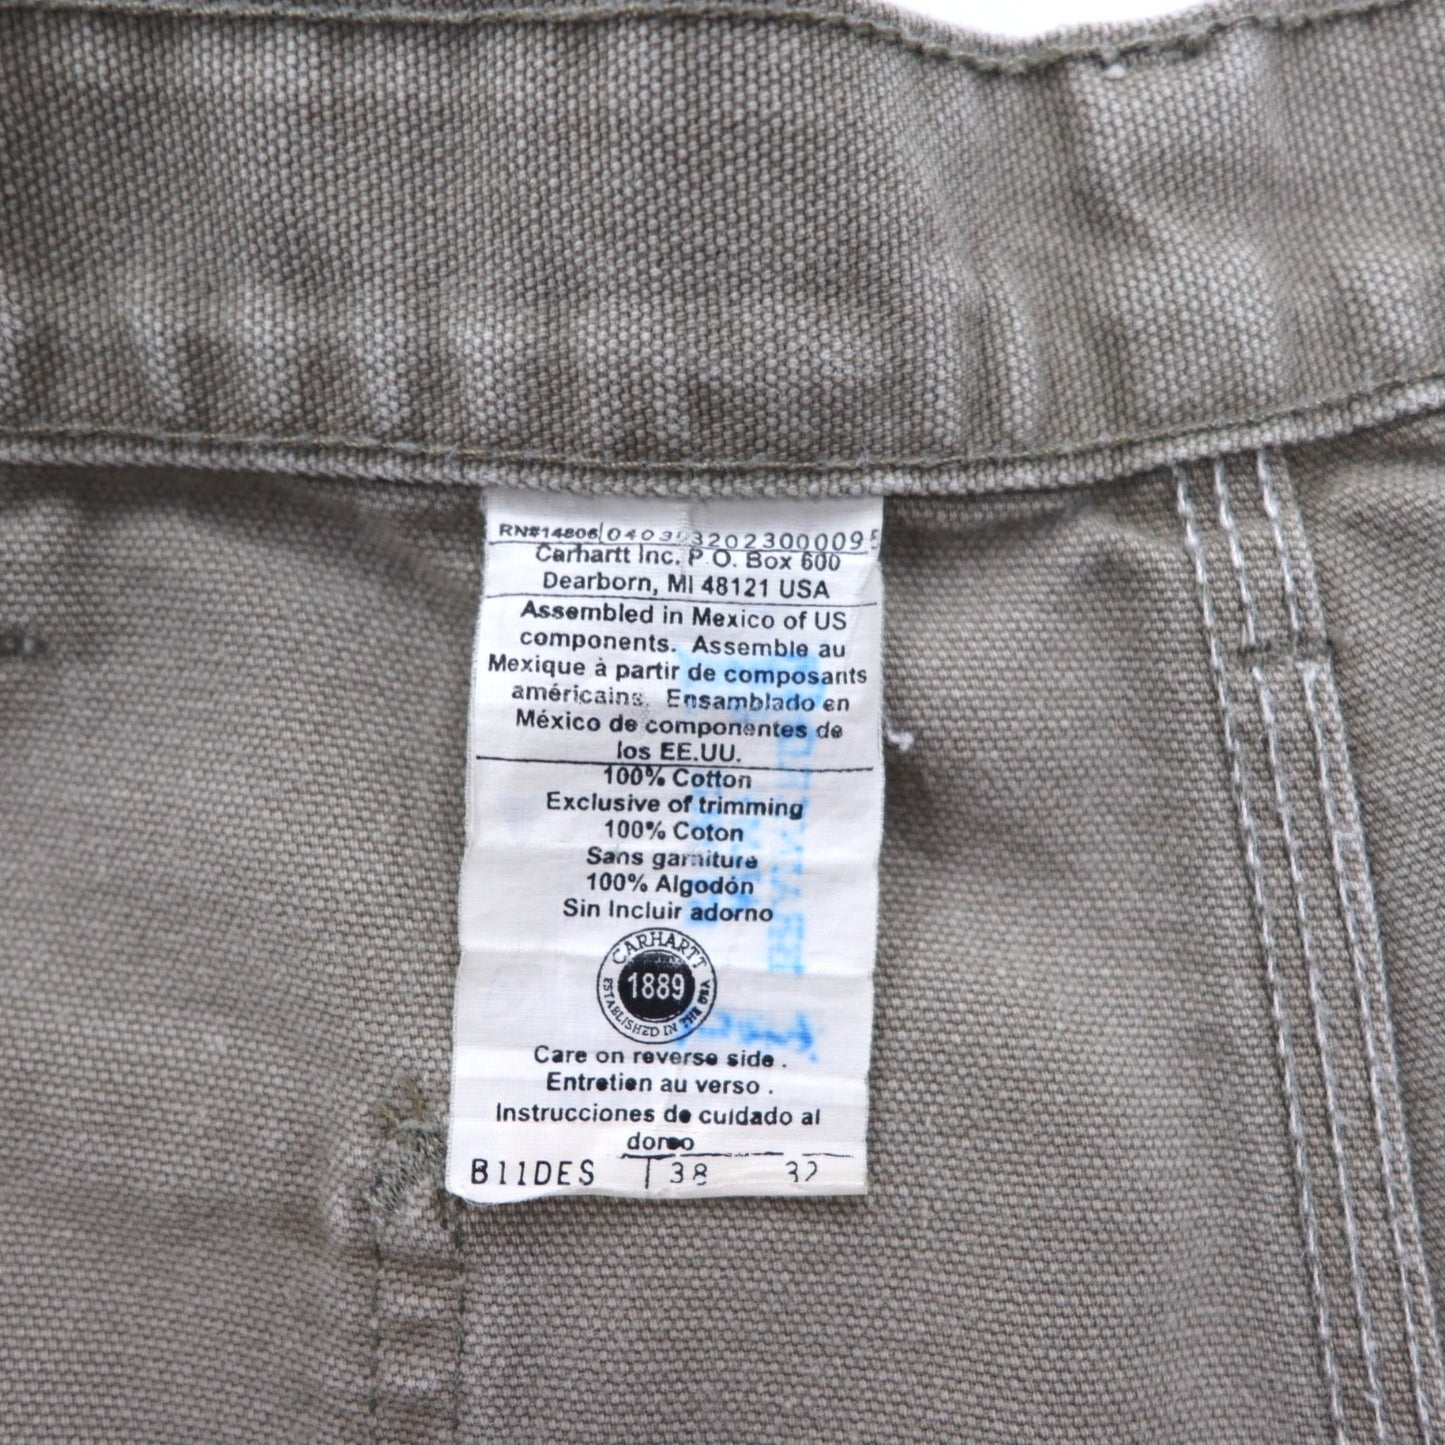 RN#14806
Carhartt Inc. P.O. Box 600
Dearborn, MI 48121 USA
Assembled in Mexico of US
components. Assemble au
Mexique à partir de composants
américains. Ensamblado en
México de componentes de
los EE.UU.
100% Cotton
Exclusive of trimming
100% Coton
Sans garniture
100% Algodón
Sin Incluir adorno
CARHARTT
1889
ESTABLISHED IN THE USA
Care on reverse side .
Entretien au verso .
Instrucciones de cuidado al
dorso
B11DES 38 32